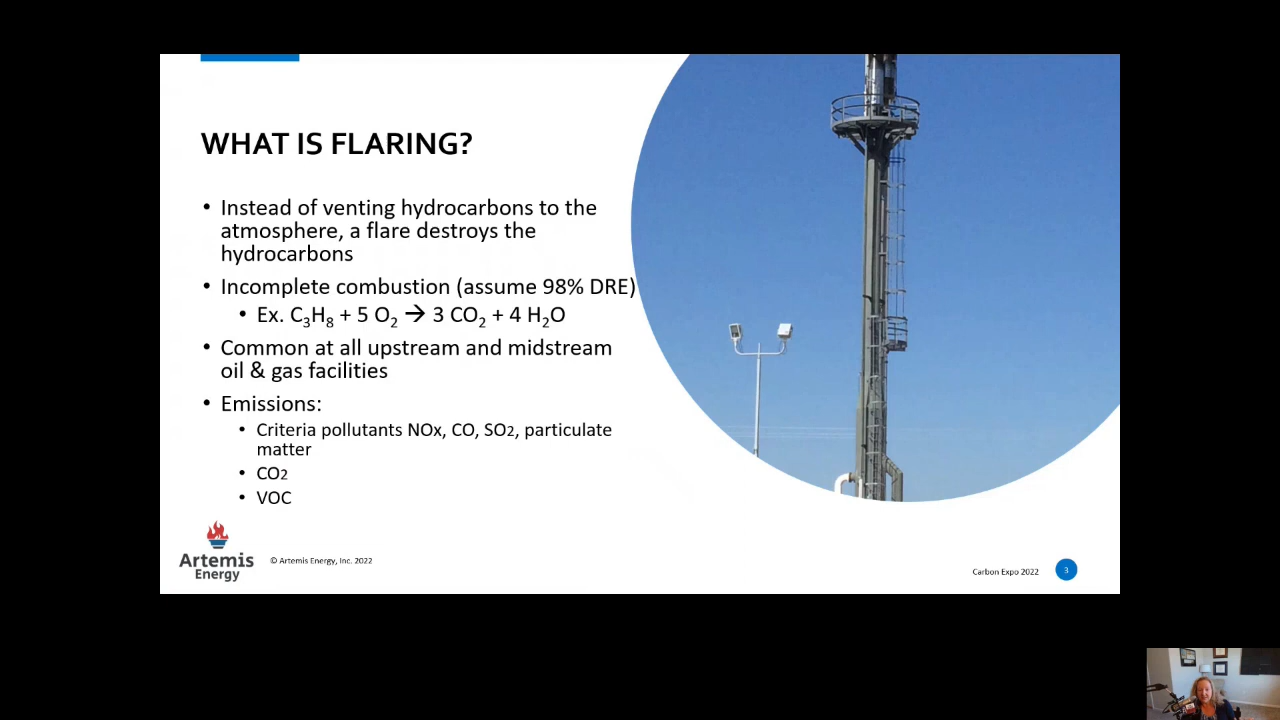 WHAT IS FLARING?
• Instead of venting hydrocarbons to the
atmosphere, a flare destroys the
hydrocarbons
• Incomplete combustion (assume 98% DRE)
• Ex. C₃H₈ + 5 O₂ → 3 CO₂ + 4 H₂O
• Common at all upstream and midstream
oil & gas facilities
• Emissions:
• Criteria pollutants NOx, CO, SO2, particulate
matter
• CO2
• VOC
Artemis
Energy
© Artemis Energy, Inc. 2022
Carbon Expo 2022
3